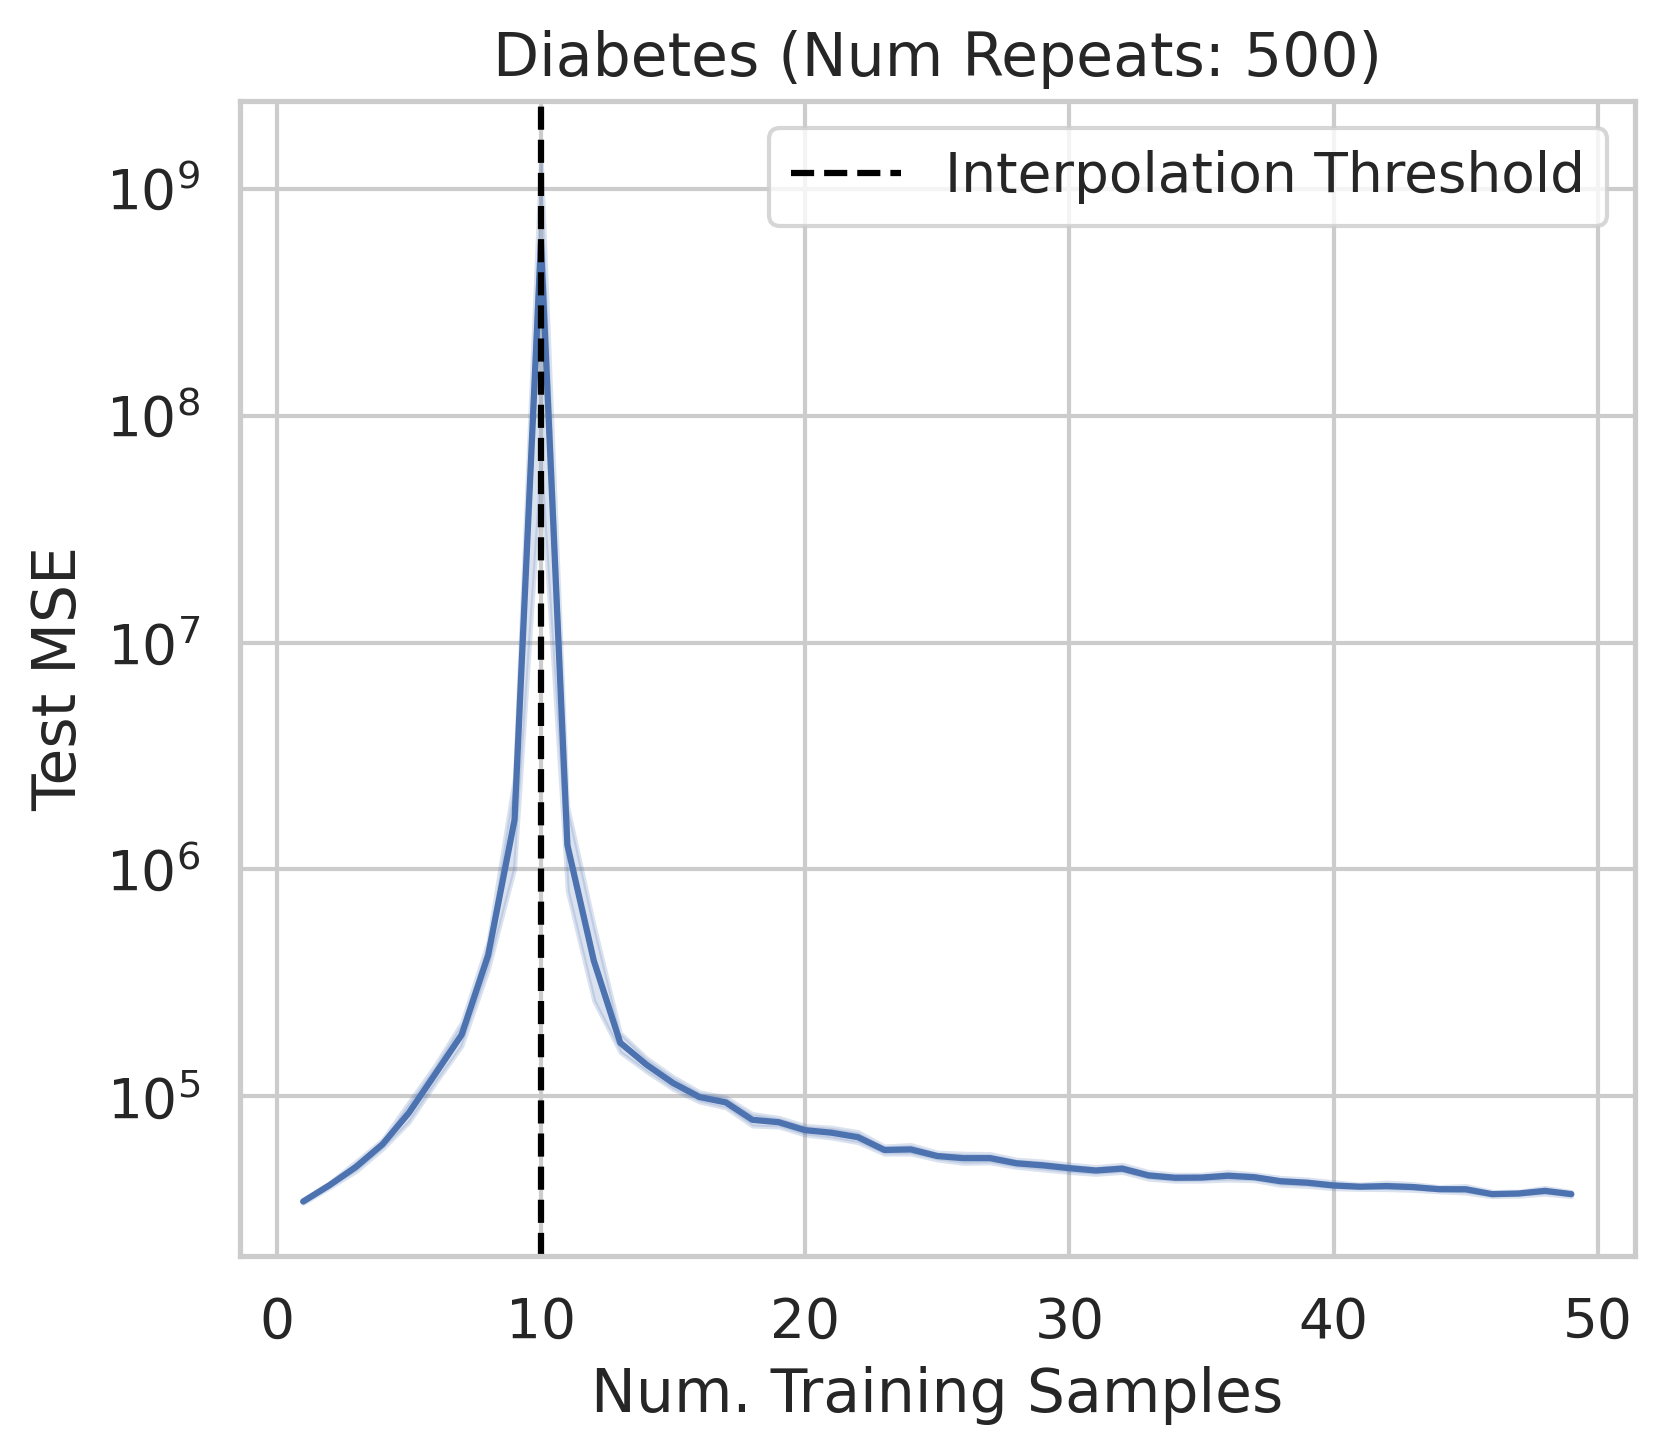 Diabetes (Num Repeats: 500)
Interpolation Threshold
10⁹
10⁸
10⁷
10⁶
10⁵
Test MSE
0 10 20 30 40 50
Num. Training Samples